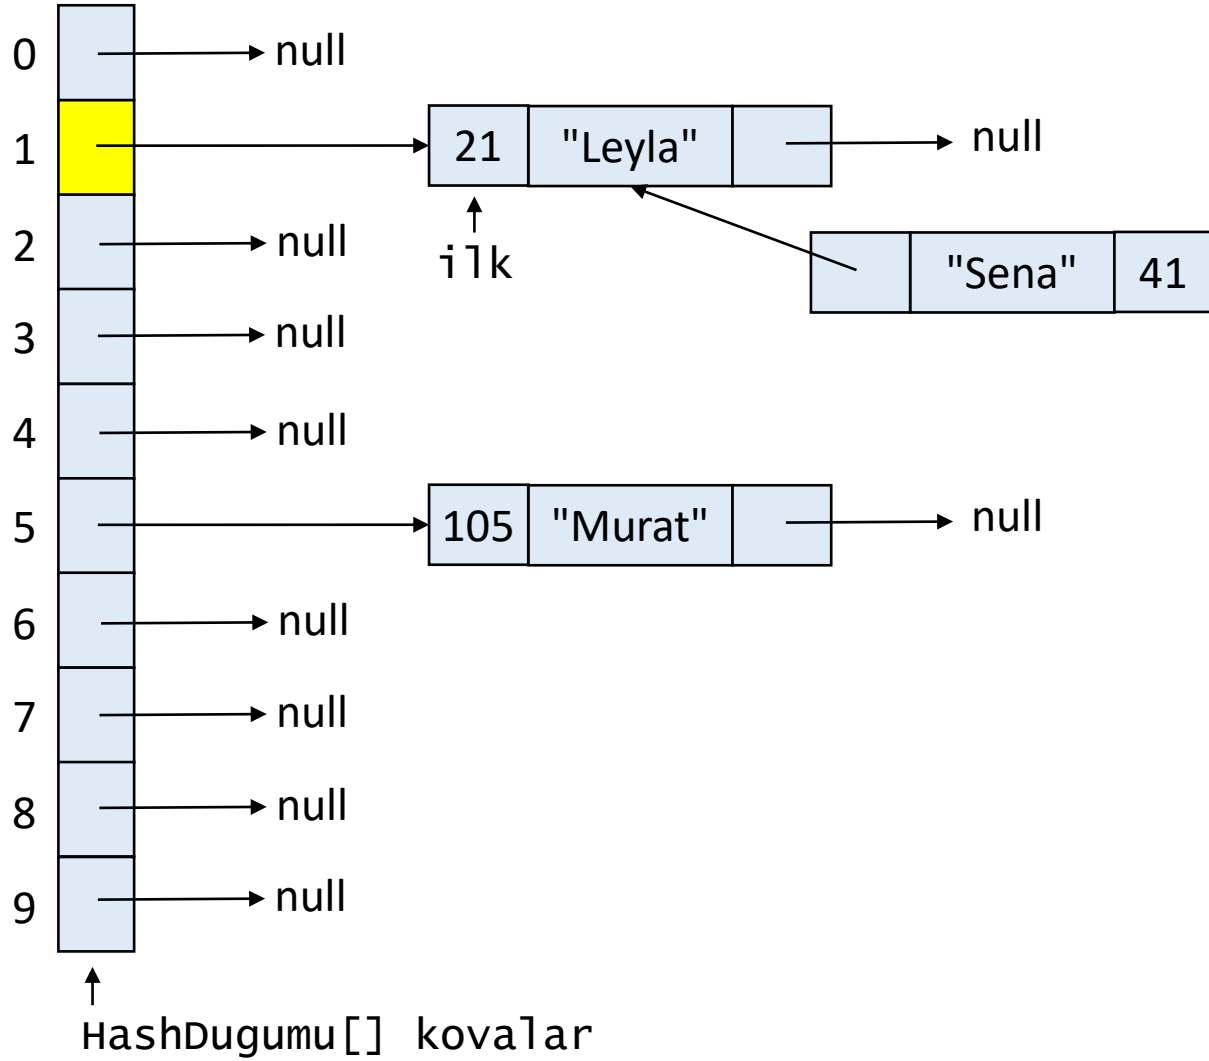 0 null
1 21 "Leyla" null
2 null
ilk
"Sena" 41
3 null
4 null
5 105 "Murat" null
6 null
7 null
8 null
9 null
HashDugumu[] kovalar